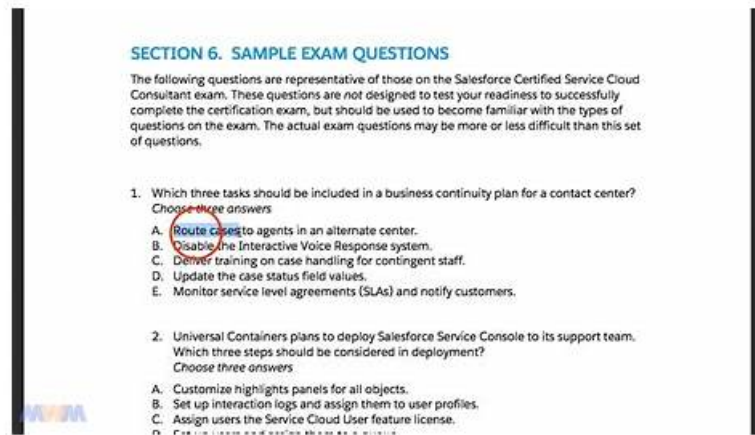 SECTION 6. SAMPLE EXAM QUESTIONS
The following questions are representative of those on the Salesforce Certified Service Cloud
Consultant exam. These questions are not designed to test your readiness to successfully
complete the certification exam, but should be used to become familiar with the types of
questions on the exam. The actual exam questions may be more or less difficult than this set
of questions.
1. Which three tasks should be included in a business continuity plan for a contact center?
Choose three answers
A. Route cases to agents in an alternate center.
B. Disable the Interactive Voice Response system.
C. Deliver training on case handling for contingent staff.
D. Update the case status field values.
E. Monitor service level agreements (SLAs) and notify customers.
2. Universal Containers plans to deploy Salesforce Service Console to its support team.
Which three steps should be considered in deployment?
Choose three answers
A. Customize highlights panels for all objects.
B. Set up interaction logs and assign them to user profiles.
C. Assign users the Service Cloud User feature license.